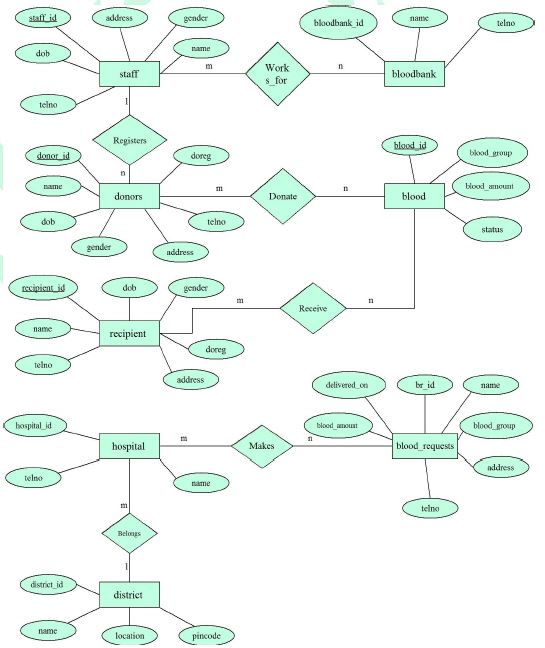 staff_id
address
gender
bloodbank_id
name
telno
dob
name
staff
m
Work
s_for
n
bloodbank
telno
1
Registers
donor_id
doreg
blood_id
blood_group
n
name
donors
m
Donate
n
blood
blood_amount
dob
telno
status
gender
address
recipient_id
dob
gender
m
Receive
n
name
recipient
doreg
telno
address
delivered_on
br_id
name
hospital_id
blood_amount
blood_group
hospital
m
Makes
n
blood_requests
telno
name
address
m
telno
Belongs
1
district_id
district
name
location
pincode